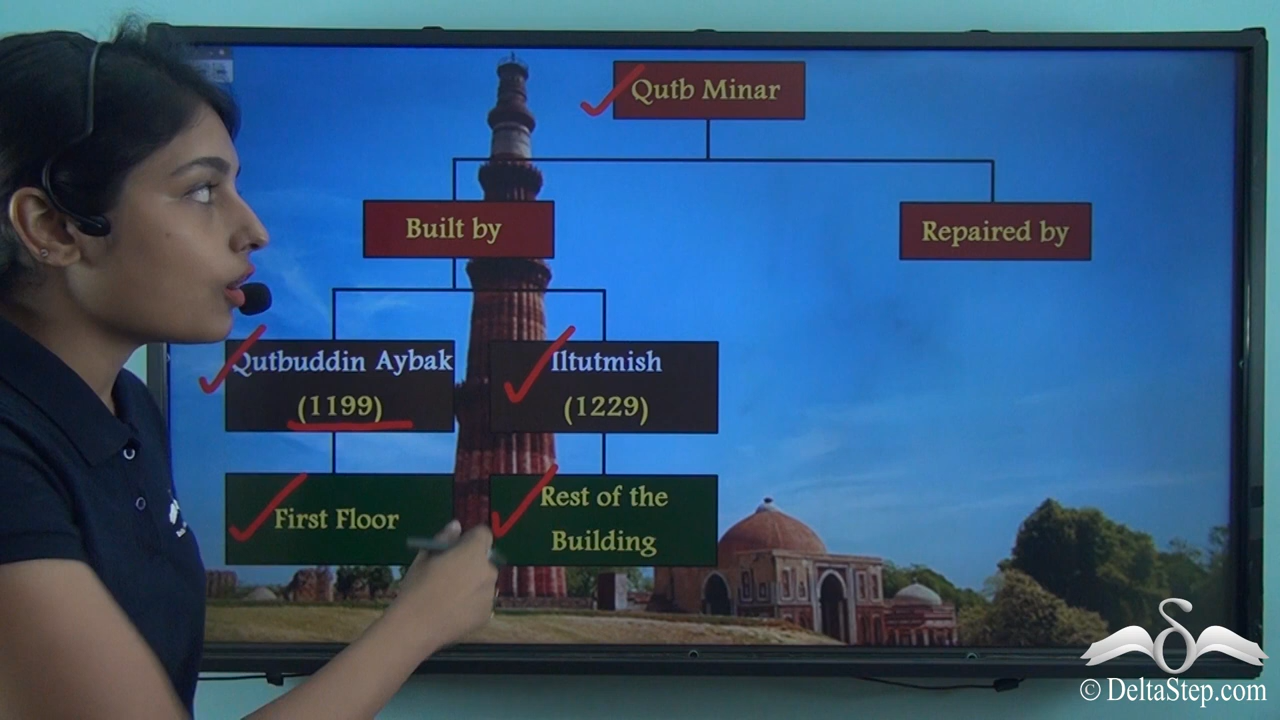 Qutb Minar
Built by
Repaired by
Qutbuddin Aybak
(1199)
Iltutmish
(1229)
First Floor
Rest of the
Building
© DeltaStep.com